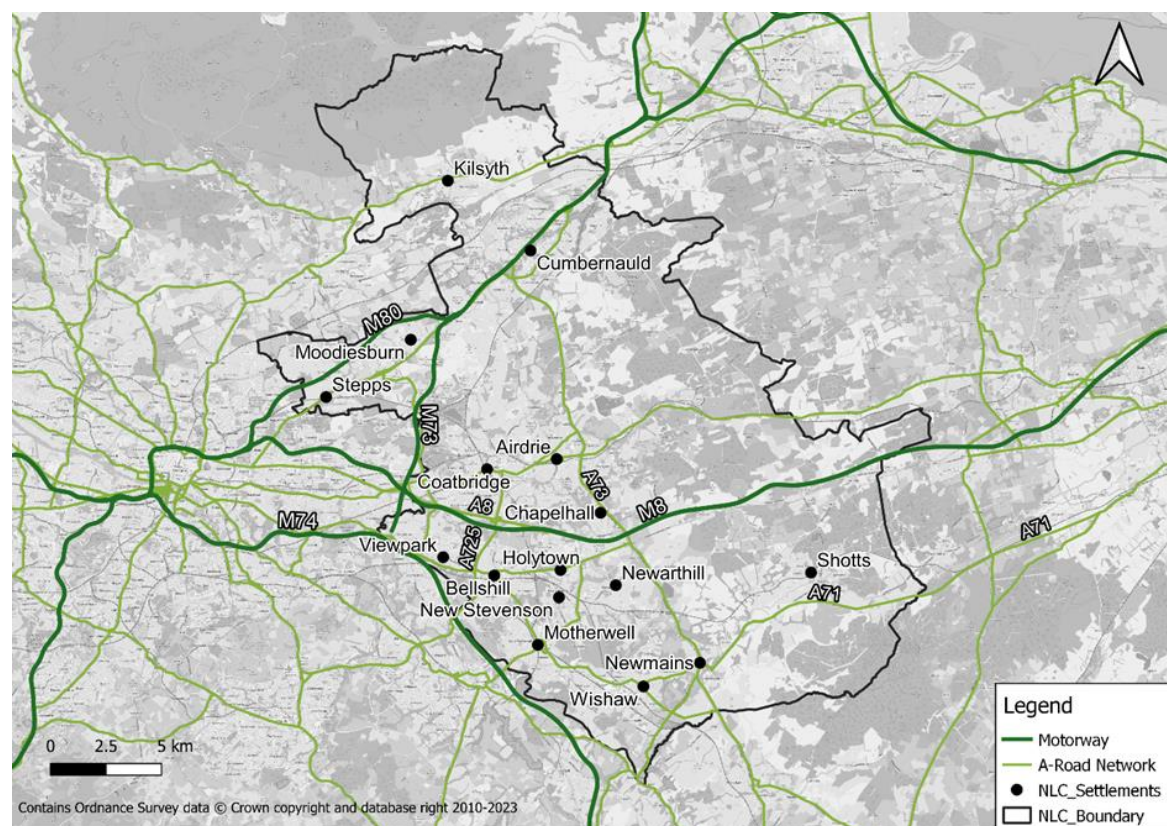 Kilsyth
Cumbernauld
M80
Moodiesburn
Stepps
M73
Airdrie
Coatbridge
A73
A8
Chapelhall
M8
M74
A71
Viewpark
A725
Holytown
Shotts
Newarthill
Bellshill
A71
New Stevenson
Motherwell
Newmains
Wishaw
Legend
Motorway
A-Road Network
NLC_Settlements
NLC_Boundary
0 2.5 5 km
Contains Ordnance Survey data © Crown copyright and database right 2010-2023